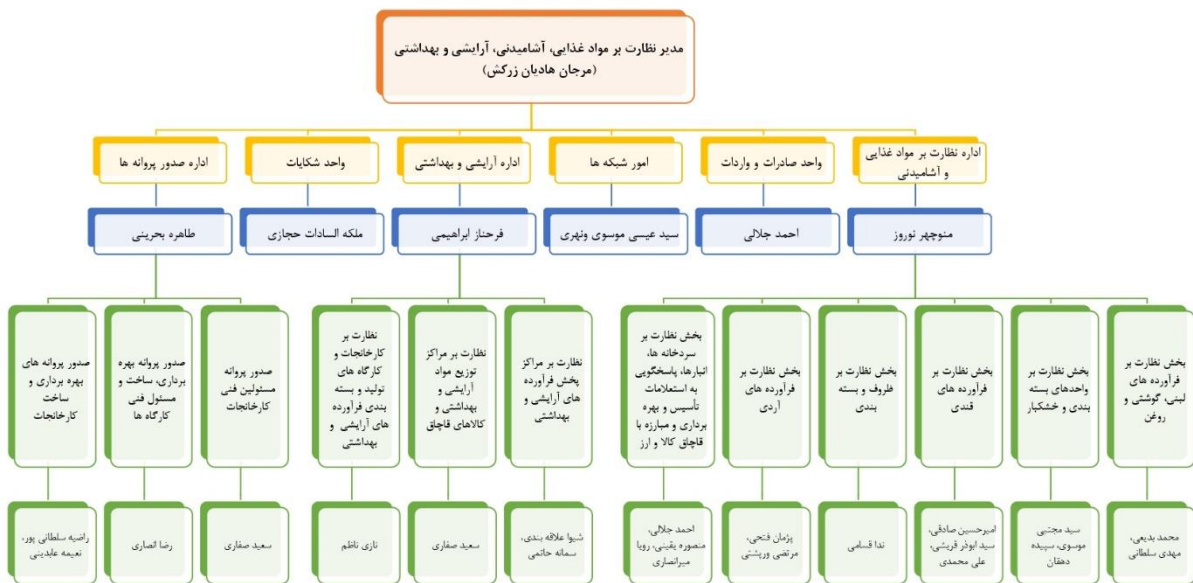 مدیر نظارت بر مواد غذایی، آشامیدنی، آرایشی و بهداشتی
(مرجان هادیان زرکش)
اداره نظارت بر مواد غذایی
و آشامیدنی
واحد صادرات و واردات
امور شبکه ها
اداره آرایشی و بهداشتی
واحد شکایات
اداره صدور پروانه ها
منوچهر نوروز
احمد جلالی
سید عیسی موسوی ونهری
فرحناز ابراهیمی
ملکه السادات حجازی
طاهره بحرینی
بخش نظارت بر
فرآورده های
لبنی، گوشتی و
روغن
بخش نظارت بر
واحدهای بسته
بندی و خشکبار
بخش نظارت بر
فرآورده های
قندی
بخش نظارت بر
ظروف و بسته
بندی
بخش نظارت بر
فرآورده های
آردی
بخش نظارت بر
سردخانه ها،
انبارها، پاسخگویی
به استعلامات
تأسیس و بهره
برداری و مبارزه با
قاچاق کالا و ارز
نظارت بر مراکز
پخش فرآورده
های آرایشی و
بهداشتی
نظارت بر مراکز
توزیع مواد
آرایشی و
بهداشتی و
کالاهای قاچاق
نظارت بر
کارخانجات و
کارگاه های
تولید و بسته
بندی فرآورده
های آرایشی و
بهداشتی
صدور پروانه
مسئولین فنی
کارخانجات
صدور پروانه بهره
برداری، ساخت و
مسئول فنی
کارگاه ها
صدور پروانه های
بهره برداری و
ساخت
کارخانجات
محمد بدیعی،
مهدی سلطانی
سید مجتبی
موسوی، سپیده
دهقان
امیرحسین صادقی،
سید ابوذر قریشی،
علی محمدی
ندا قسامی
پژمان فتحی،
مرتضی ورپشتی
احمد جلالی،
منصوره یقینی، رویا
میرانصاری
شیوا علاقه بندی،
سمانه حاتمی
سعید صفاری
نازی ناظم
سعید صفاری
رضا انصاری
راضیه سلطانی پور،
نعیمه عابدینی